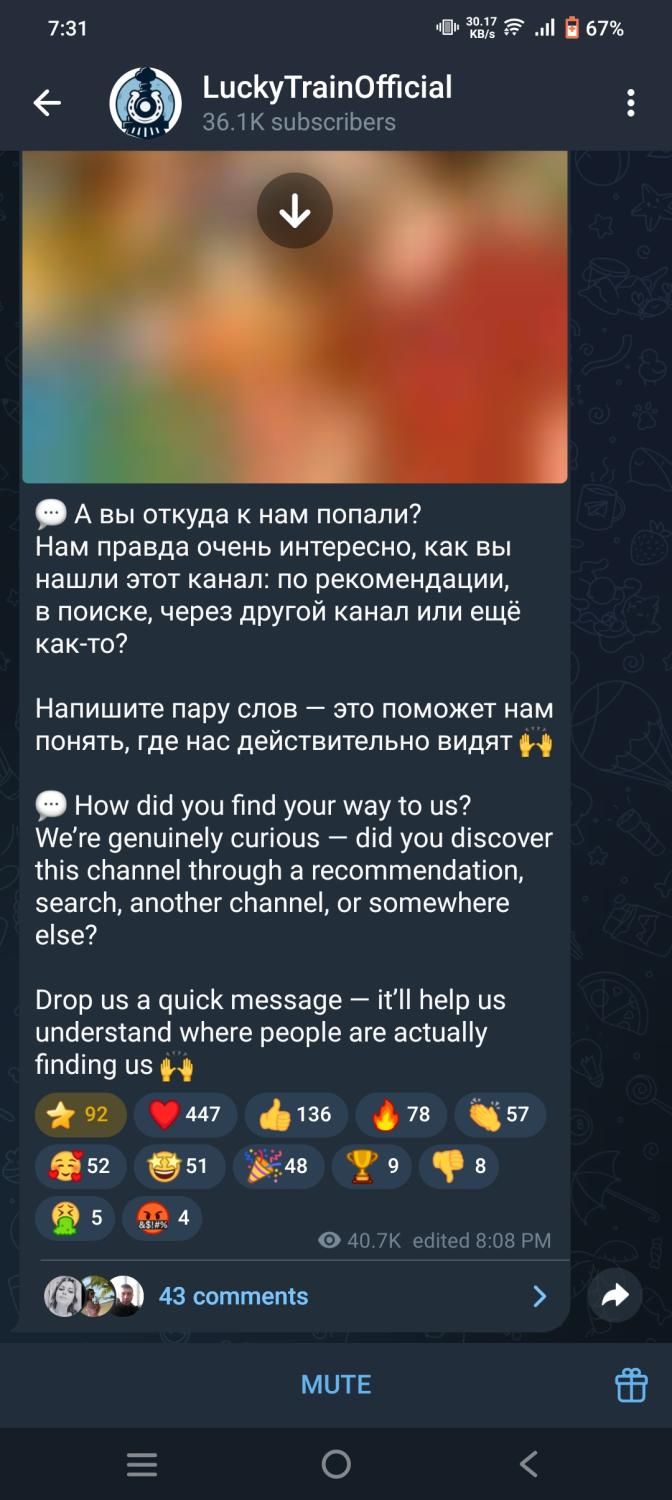 7:31
30.17
KB/s
67%
LuckyTrainOfficial
36.1K subscribers
💬 А вы откуда к нам попали?
Нам правда очень интересно, как вы
нашли этот канал: по рекомендации,
в поиске, через другой канал или ещё
как-то?
Напишите пару слов — это поможет нам
понять, где нас действительно видят 🙌
💬 How did you find your way to us?
We’re genuinely curious — did you discover
this channel through a recommendation,
search, another channel, or somewhere
else?
Drop us a quick message — it’ll help us
understand where people are actually
finding us 🙌
⭐ 92 ❤️ 447 👍 136 🔥 78 👏 57
🥰 52 🤩 51 🎉 48 🏆 9 👎 8
🤮 5 🤬 4
40.7K edited 8:08 PM
43 comments
MUTE